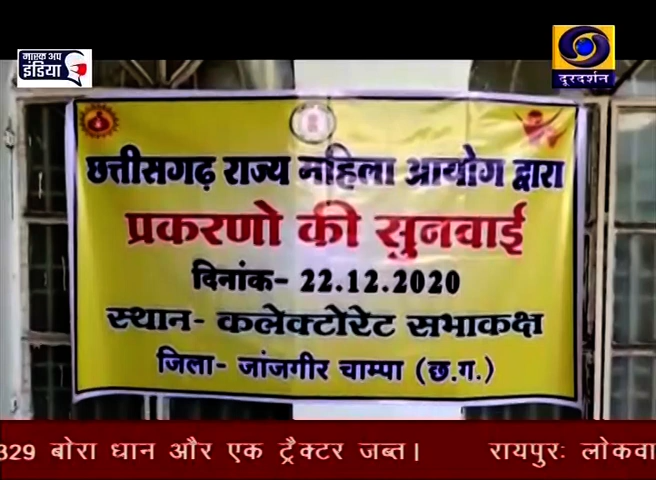 मास्क अप
इंडिया
दूरदर्शन
छत्तीसगढ़ राज्य महिला आयोग द्वारा
प्रकरणो की सुनवाई
दिनांक- 22.12.2020
स्थान- कलेक्टोरेट सभाकक्ष
जिला- जांजगीर चाम्पा (छ.ग.)
329 बोरा धान और एक ट्रैक्टर जब्त। रायपुरः लोकवा